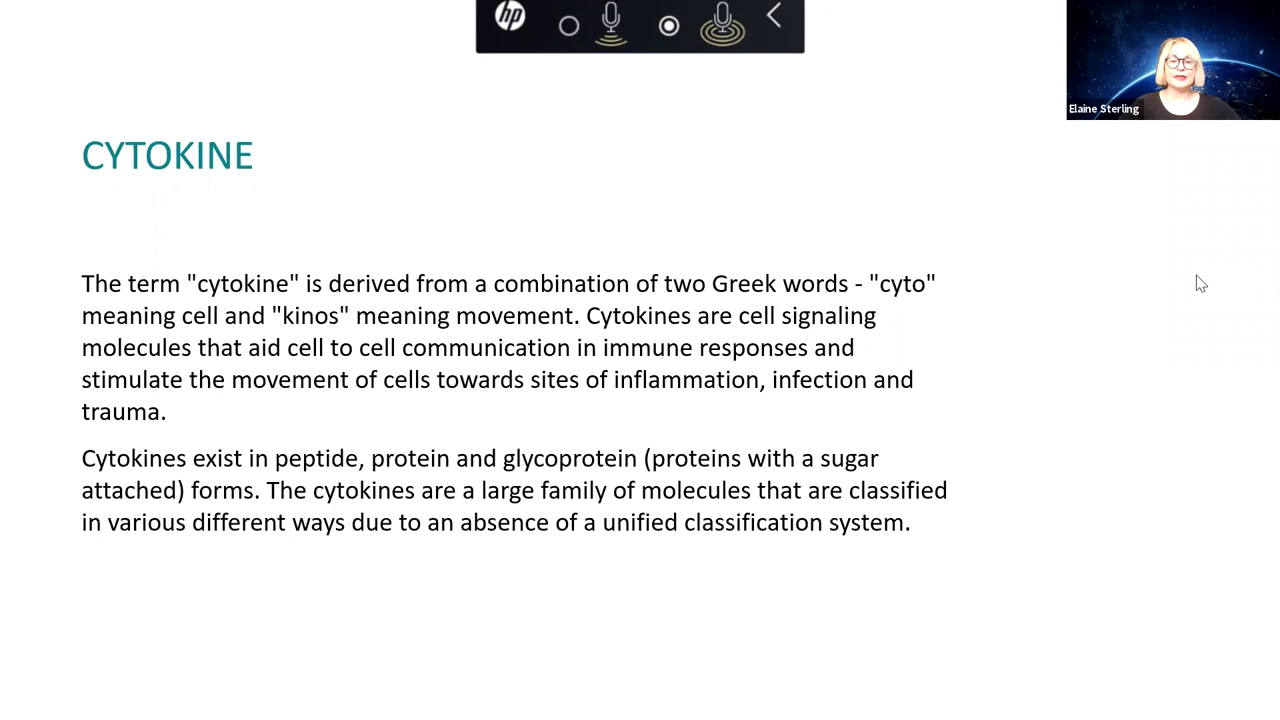 hp
Elaine Sterling
CYTOKINE
The term "cytokine" is derived from a combination of two Greek words - "cyto"
meaning cell and "kinos" meaning movement. Cytokines are cell signaling
molecules that aid cell to cell communication in immune responses and
stimulate the movement of cells towards sites of inflammation, infection and
trauma.
Cytokines exist in peptide, protein and glycoprotein (proteins with a sugar
attached) forms. The cytokines are a large family of molecules that are classified
in various different ways due to an absence of a unified classification system.